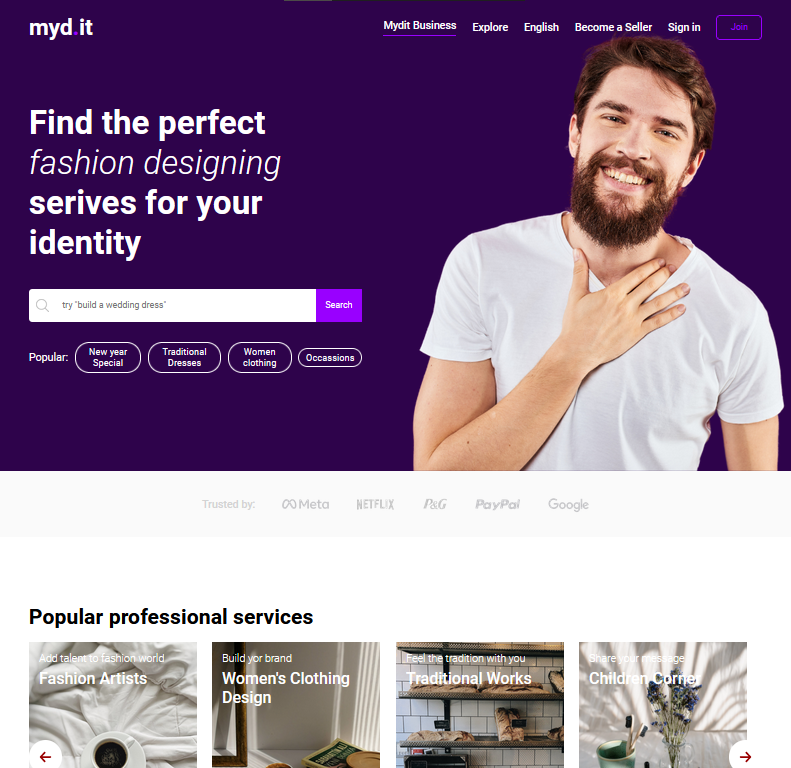 myd.it
Mydit Business
Explore
English
Become a Seller
Sign in
Join
Find the perfect
fashion designing
serives for your
identity
try "build a wedding dress"
Search
Popular:
New year
Special
Traditional
Dresses
Women
clothing
Occassions
Trusted by:
Meta
NETFLIX
P&G
PayPal
Google
Popular professional services
Add talent to fashion world
Fashion Artists
Build yor brand
Women's Clothing
Design
Feel the tradition with you
Traditional Works
Share your message
Children Corner